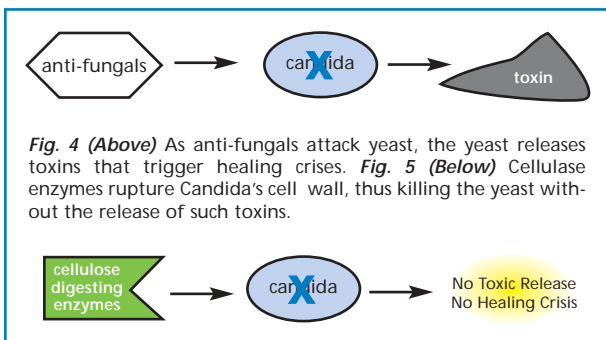 anti-fungals
candida
X
toxin
Fig. 4 (Above) As anti-fungals attack yeast, the yeast releases
toxins that trigger healing crises. Fig. 5 (Below) Cellulase
enzymes rupture Candida's cell wall, thus killing the yeast with-
out the release of such toxins.
cellulose
digesting
enzymes
candida
X
No Toxic Release
No Healing Crisis